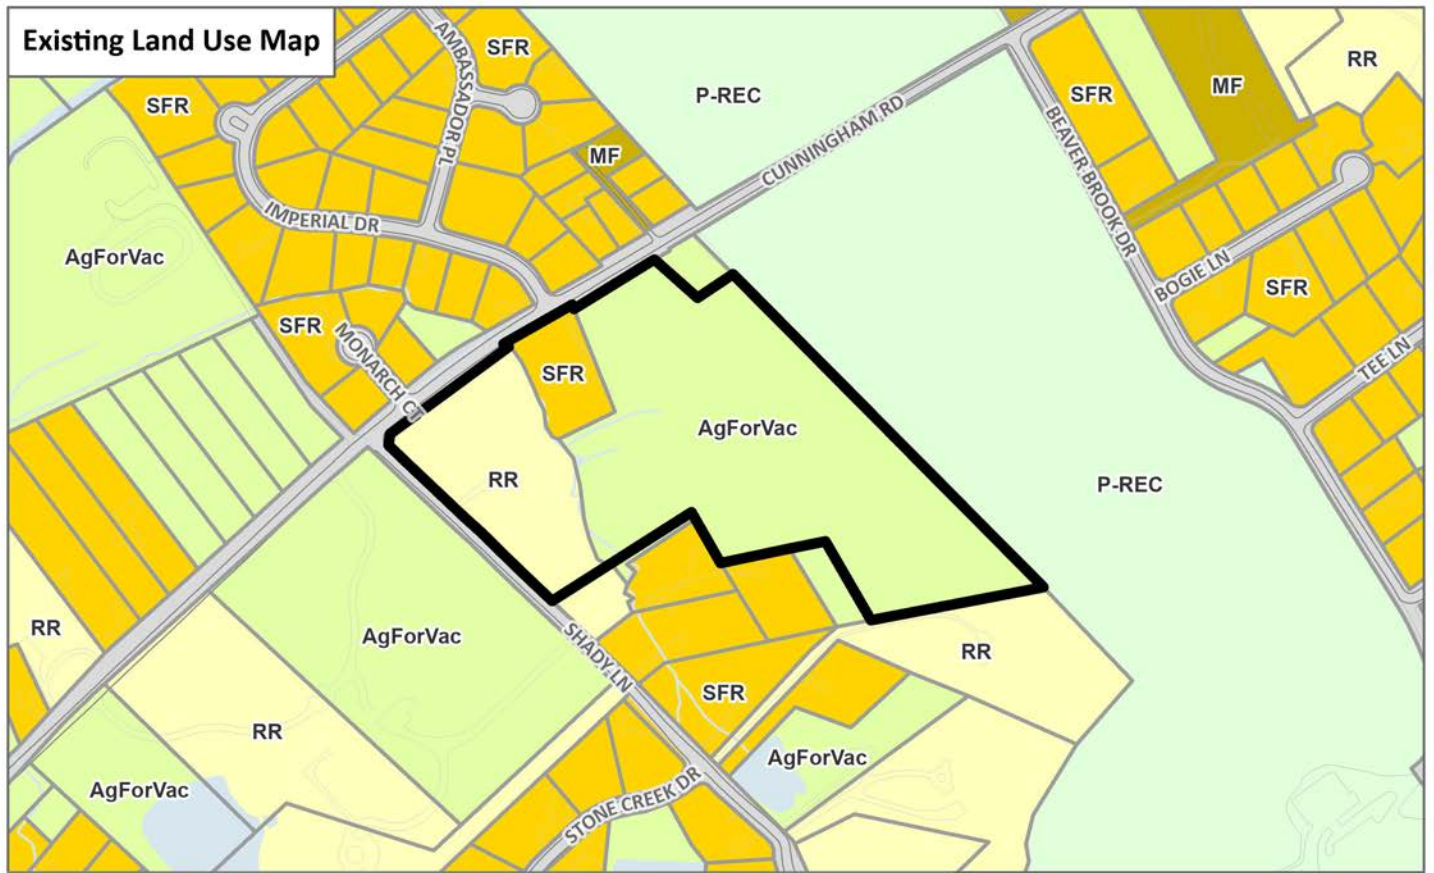 Existing Land Use Map
SFR
AMBASSADOR PL
SFR
P-REC
CUNNINGHAM RD
SFR
MF
RR
BEAVER BROOK DR
MF
IMPERIAL DR
AgForVac
BOGIE LN
SFR
SFR
MONARCH CT
SFR
TEE LN
AgForVac
RR
P-REC
RR
AgForVac
SHADY LN
RR
SFR
RR
AgForVac
AgForVac
STONE CREEK DR